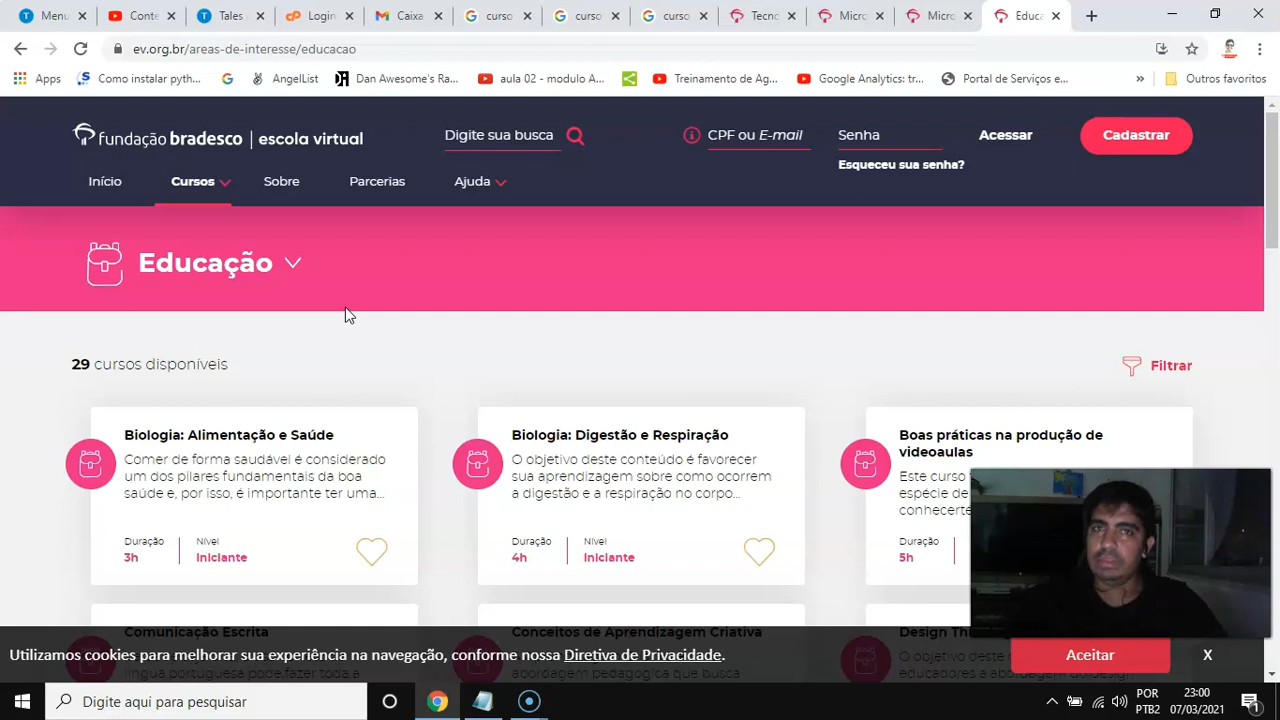 Menu
Conte
Tales
Login
Caixa
curso
curso
curso
Tecno
Micro
Micro
Educa
ev.org.br/areas-de-interesse/educacao
Apps
Como instalar pyth...
AngelList
Dan Awesome's Ra...
aula 02 - modulo A...
Treinamento de Ag...
Google Analytics: tr...
Portal de Serviços e...
»
Outros favoritos
fundação bradesco | escola virtual
Digite sua busca
CPF ou E-mail
Senha
Acessar
Cadastrar
Esqueceu sua senha?
Início
Cursos
Sobre
Parcerias
Ajuda
Educação
29 cursos disponíveis
Filtrar
Biologia: Alimentação e Saúde
Comer de forma saudável é considerado
um dos pilares fundamentais da boa
saúde e, por isso, é importante ter uma...
Duração
3h
Nível
Iniciante
Biologia: Digestão e Respiração
O objetivo deste conteúdo é favorecer
sua aprendizagem sobre como ocorrem
a digestão e a respiração no corpo...
Duração
4h
Nível
Iniciante
Boas práticas na produção de
videoaulas
Este curso
espécie de
conhecerte
Duração
5h
Comunicação Escrita
Conceitos de Aprendizagem Criativa
Design Th
Utilizamos cookies para melhorar sua experiência na navegação, conforme nossa Diretiva de Privacidade.
Aceitar
X
Digite aqui para pesquisar
POR
PTB2
23:00
07/03/2021
1